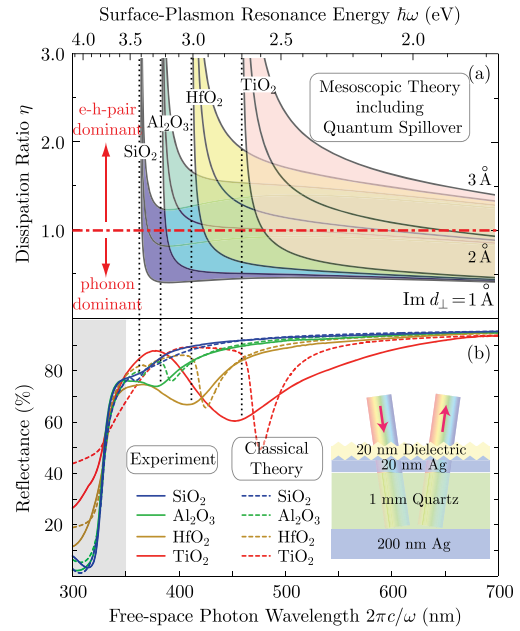 Surface-Plasmon Resonance Energy ℏω (eV)
4.0 3.5 3.0 2.5 2.0
3.0
2.0
1.0
Dissipation Ratio η
(a)
e-h-pair
dominant
phonon
dominant
SiO₂
Al₂O₃
HfO₂
TiO₂
Mesoscopic Theory
including
Quantum Spillover
3 Å
2 Å
Im d⊥ = 1 Å
(b)
80
60
40
20
Reflectance (%)
Experiment
SiO₂
Al₂O₃
HfO₂
TiO₂
Classical
Theory
SiO₂
Al₂O₃
HfO₂
TiO₂
20 nm Dielectric
20 nm Ag
1 mm Quartz
200 nm Ag
300 400 500 600 700
Free-space Photon Wavelength 2πc/ω (nm)